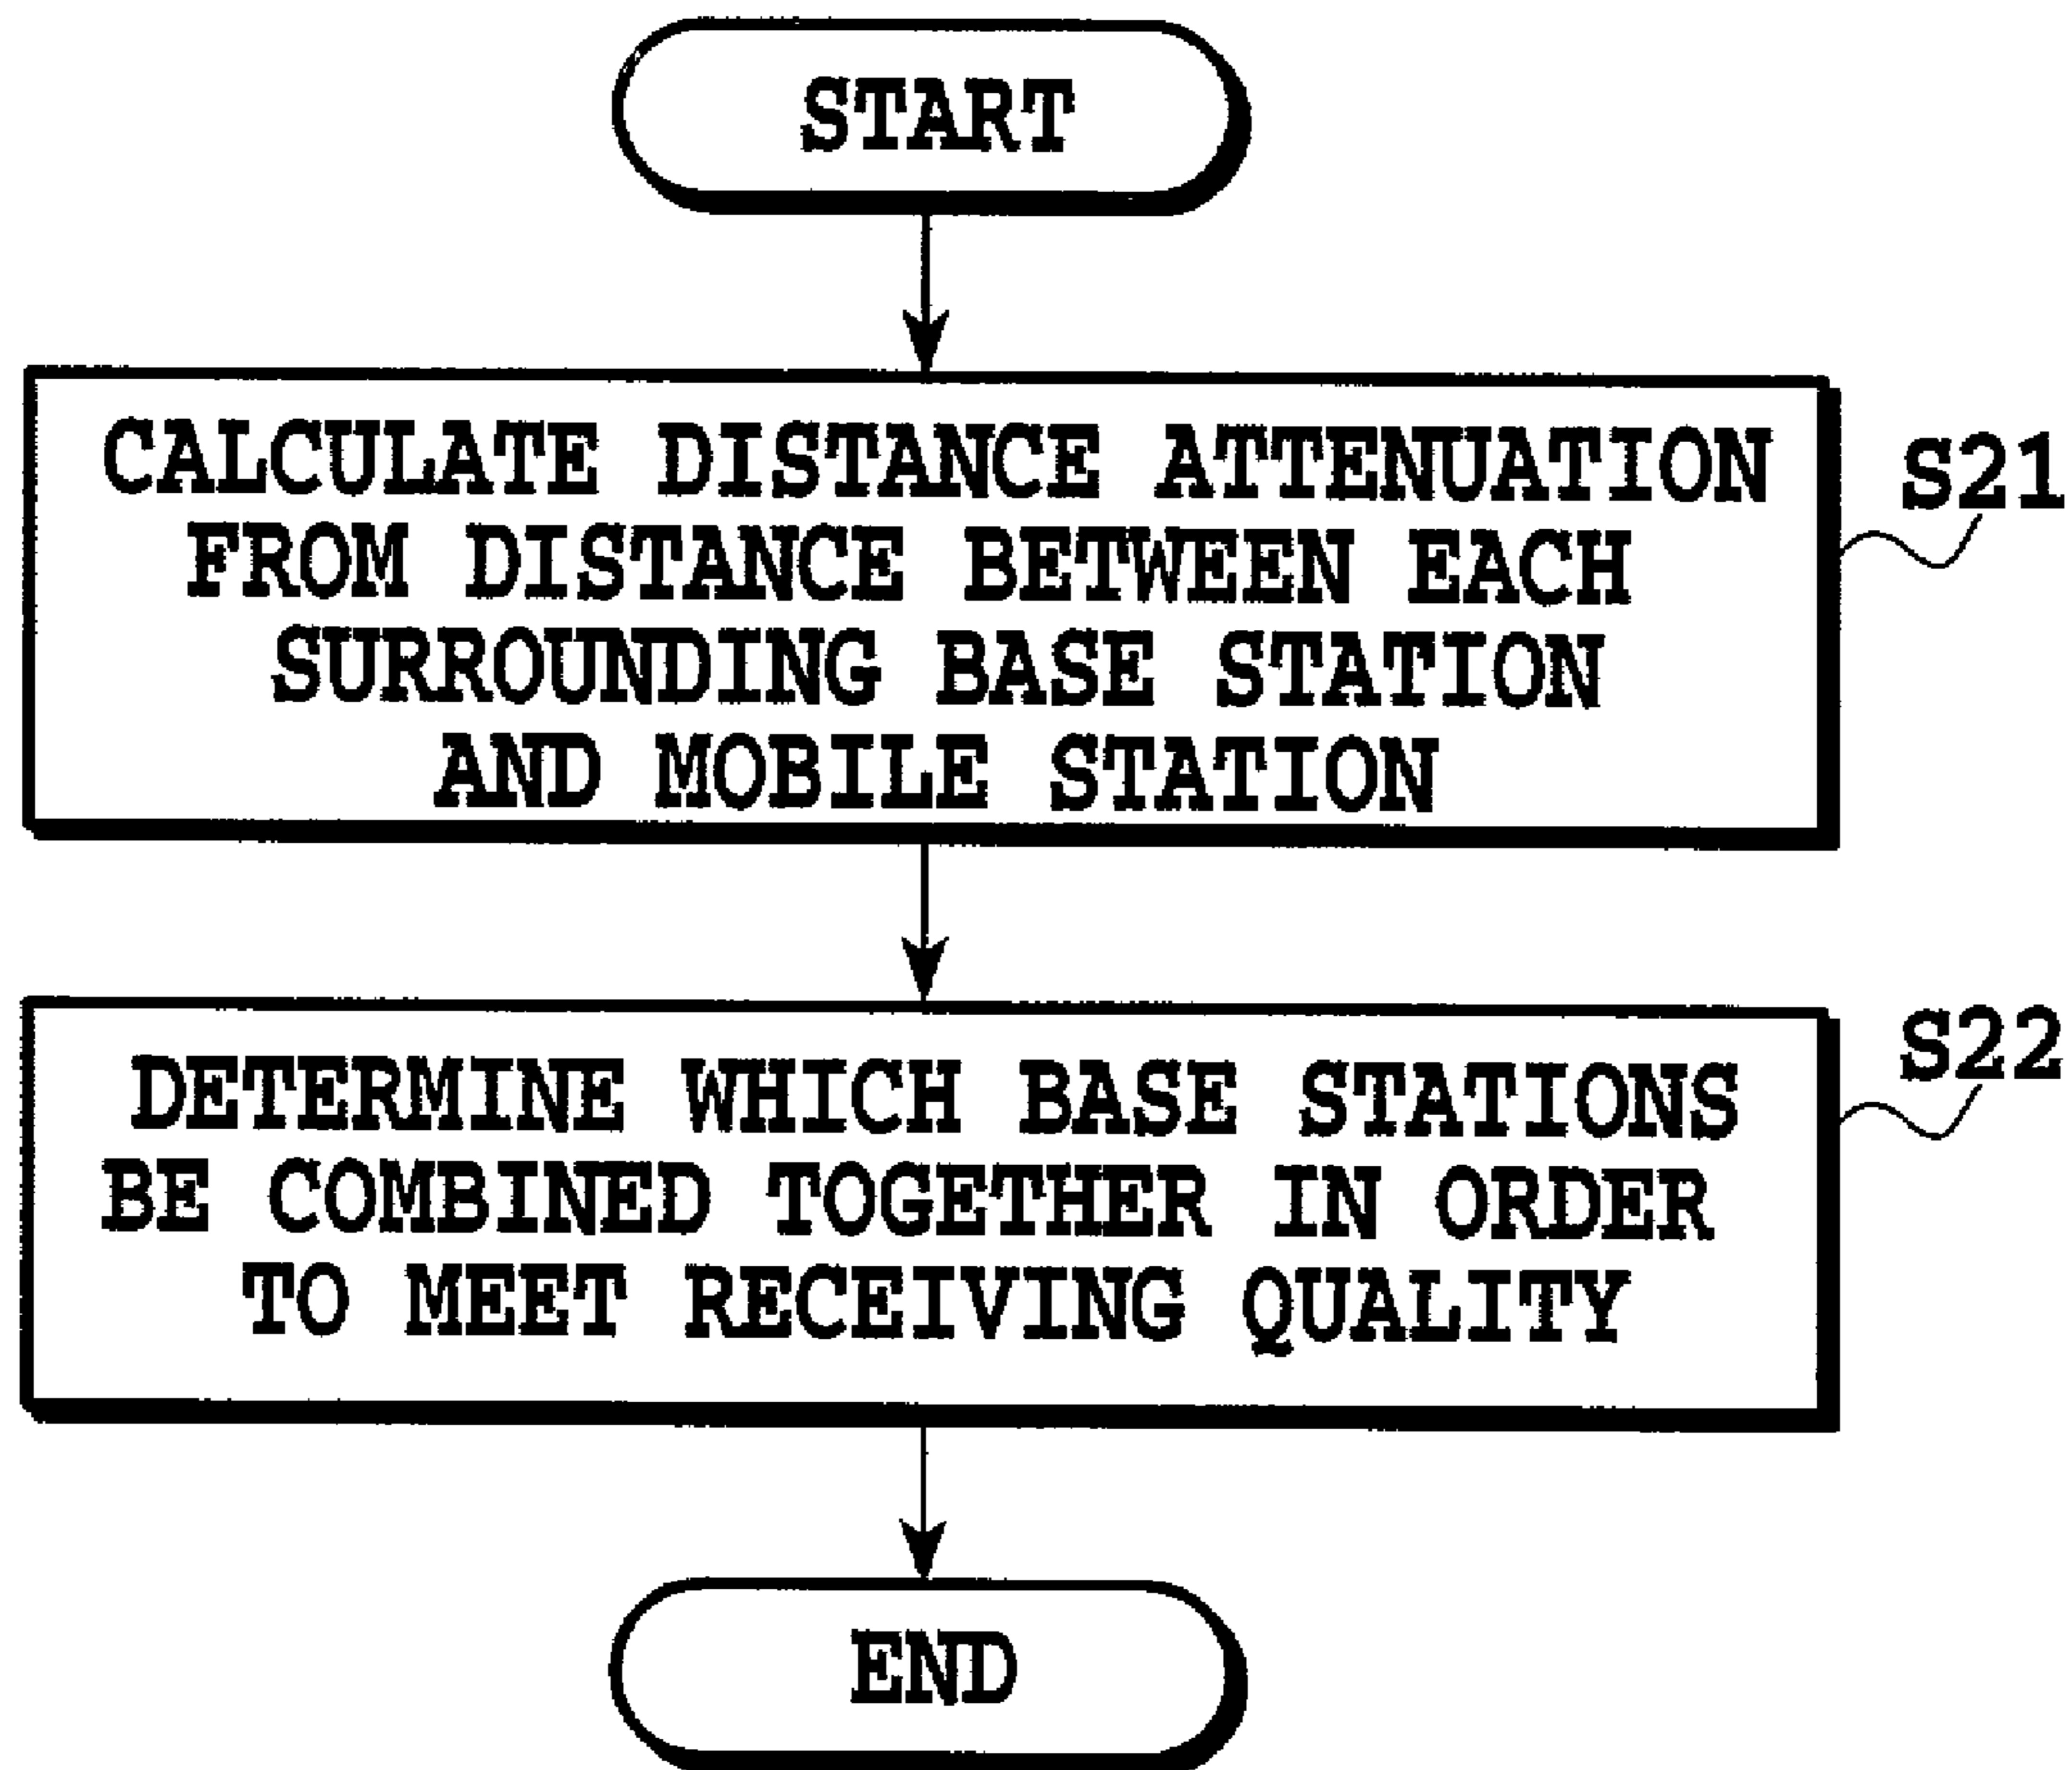 START
CALCULATE DISTANCE ATTENUATION
FROM DISTANCE BETWEEN EACH
SURROUNDING BASE STATION
AND MOBILE STATION
S21
DETERMINE WHICH BASE STATIONS
BE COMBINED TOGETHER IN ORDER
TO MEET RECEIVING QUALITY
S22
END